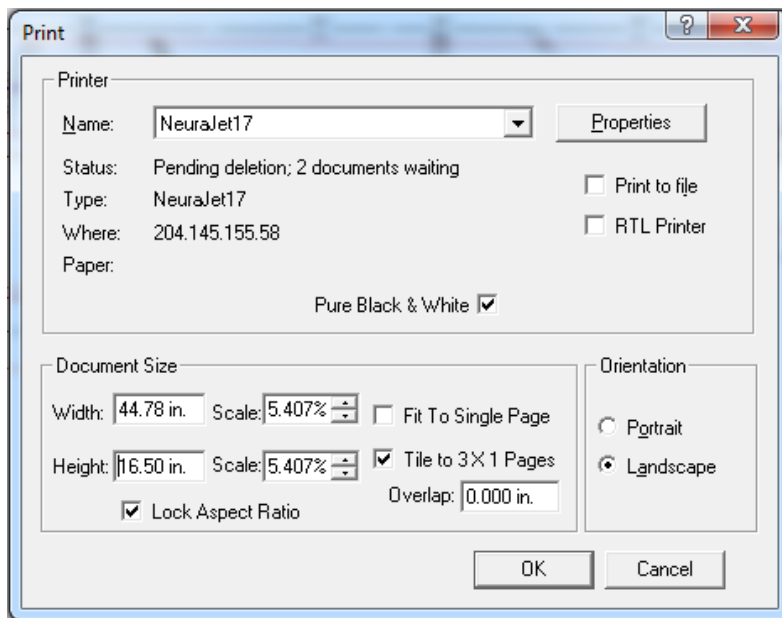 Print
Printer
Name: NeuraJet17 Properties
Status: Pending deletion; 2 documents waiting
Type: NeuraJet17
Print to file
Where: 204.145.155.58
RTL Printer
Paper:
Pure Black & White
Document Size
Width: 44.78 in. Scale: 5.407% Fit To Single Page
Height: 16.50 in. Scale: 5.407% Tile to 3 X 1 Pages
Overlap: 0.000 in.
Lock Aspect Ratio
Orientation
Portrait
Landscape
OK Cancel